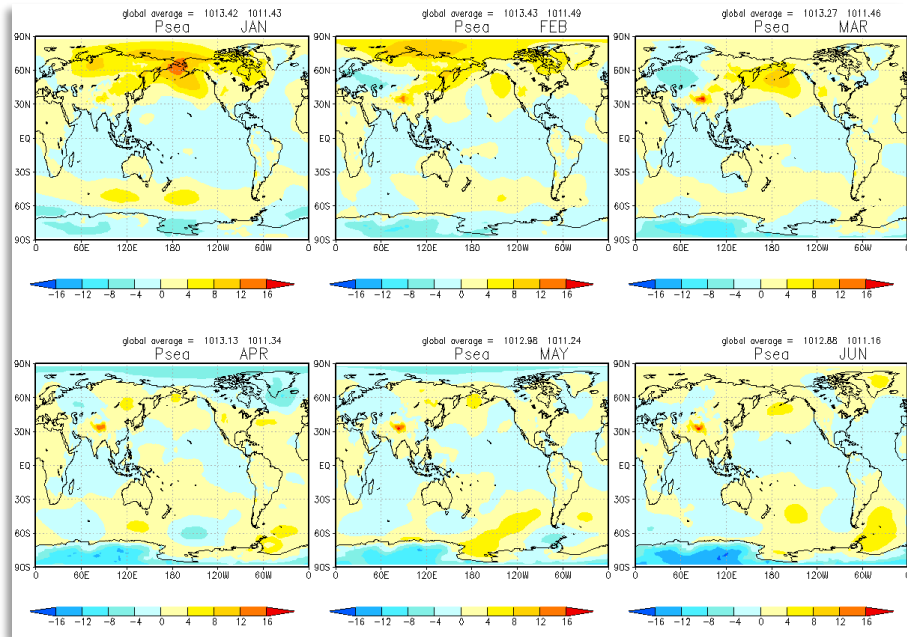 global average = 1013.42 1011.43
Psea JAN
90N
60N
30N
EQ
30S
60S
90S
0 60E 120E 180 120W 60W 0
-16 -12 -8 -4 0 4 8 12 16
global average = 1013.43 1011.49
Psea FEB
90N
60N
30N
EQ
30S
60S
90S
0 60E 120E 180 120W 60W 0
-16 -12 -8 -4 0 4 8 12 16
global average = 1013.27 1011.46
Psea MAR
90N
60N
30N
EQ
30S
60S
90S
0 60E 120E 180 120W 60W 0
-16 -12 -8 -4 0 4 8 12 16
global average = 1013.13 1011.34
Psea APR
90N
60N
30N
EQ
30S
60S
90S
0 60E 120E 180 120W 60W 0
-16 -12 -8 -4 0 4 8 12 16
global average = 1012.98 1011.24
Psea MAY
90N
60N
30N
EQ
30S
60S
90S
0 60E 120E 180 120W 60W 0
-16 -12 -8 -4 0 4 8 12 16
global average = 1012.88 1011.16
Psea JUN
90N
60N
30N
EQ
30S
60S
90S
0 60E 120E 180 120W 60W 0
-16 -12 -8 -4 0 4 8 12 16